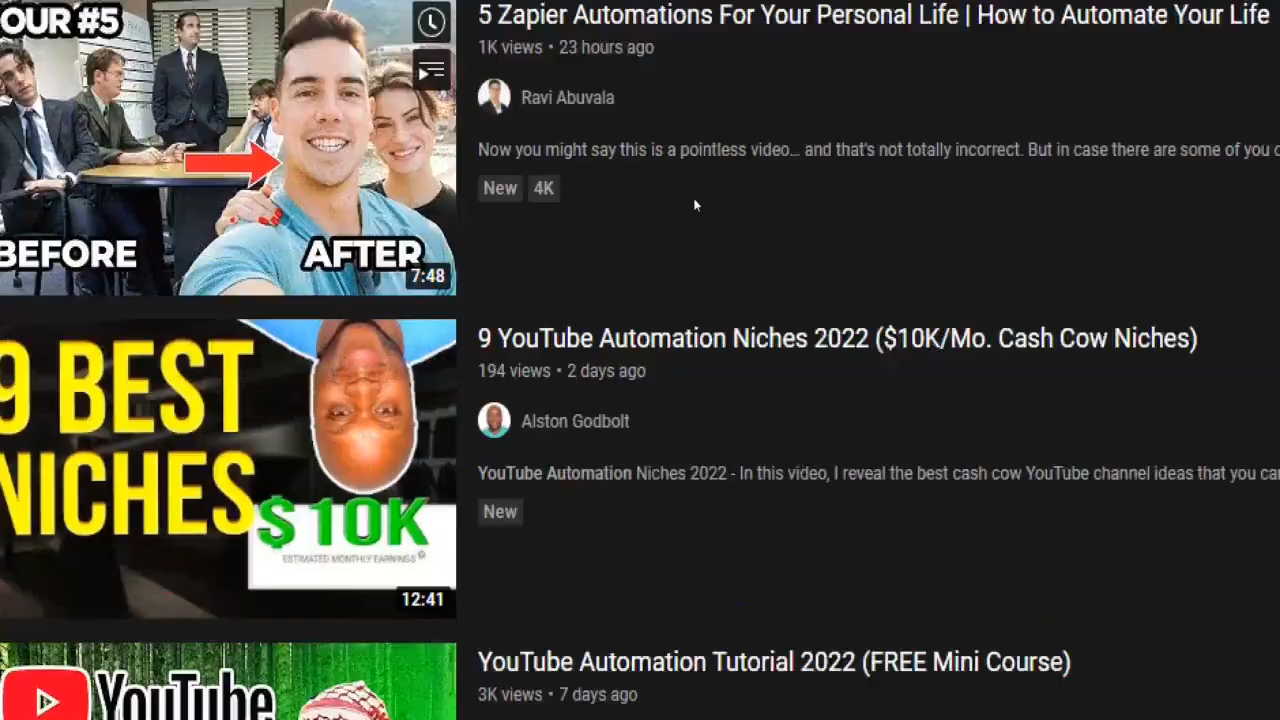 OUR #5
BEFORE
AFTER
7:48
5 Zapier Automations For Your Personal Life | How to Automate Your Life
1K views • 23 hours ago
Ravi Abuvala
Now you might say this is a pointless video... and that's not totally incorrect. But in case there are some of you
New 4K
9 BEST
NICHES
$10K
ESTIMATED MONTHLY EARNINGS
12:41
9 YouTube Automation Niches 2022 ($10K/Mo. Cash Cow Niches)
194 views • 2 days ago
Alston Godbolt
YouTube Automation Niches 2022 - In this video, I reveal the best cash cow YouTube channel ideas that you
New
YouTube
YouTube Automation Tutorial 2022 (FREE Mini Course)
3K views • 7 days ago